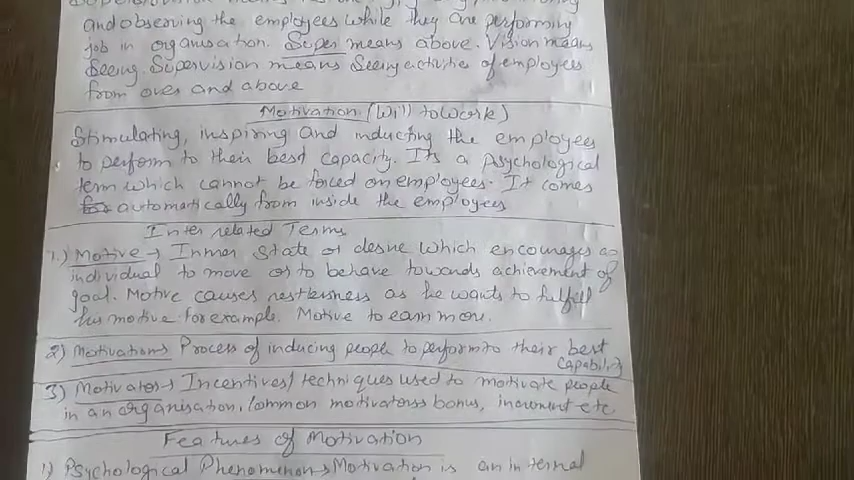 and observing the employees while they are performing
job in organisation. Super means above. Vision means
Seeing. Supervision means Seeing activities of employees
from over and above
Motivation (Will to Work)
Stimulating, inspiring and inducting the employees
to perform to their best capacity. Its a Psychological
term which cannot be forced on employees. It comes
automatically from inside the employees
Inter related Terms
1.) Motive → Inner State of desire which encourages an
individual to move or to behave towards achievement of
goal. Motive causes restlessness as he wants to fulfill
his motive for example. Motive to earn more.
2) Motivation → Process of inducing people to perform to their best
capability
3) Motivators → Incentives/techniques used to motivate people
in an organisation. Common motivators bonus, increment etc.
Features of Motivation
1) Psychological Phenomenon → Motivation is an internal